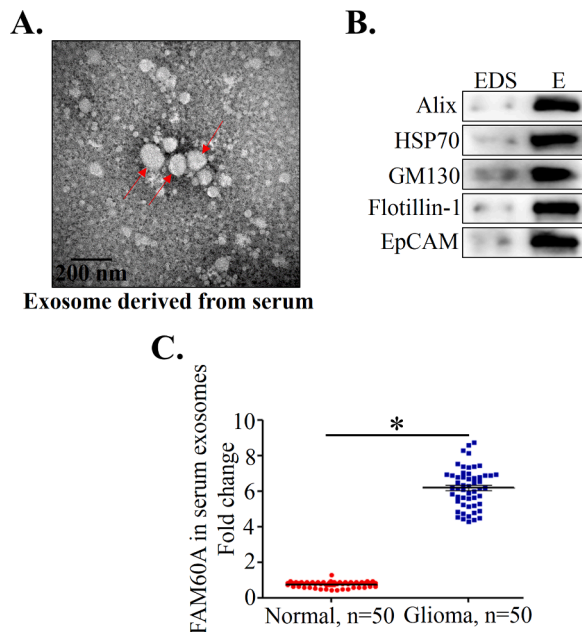 A.
200 nm
Exosome derived from serum
B.
EDS E
Alix
HSP70
GM130
Flotillin-1
EpCAM
C.
FAM60A in serum exosomes
Fold change
10
8
6
4
2
0
*
Normal, n=50 Glioma, n=50